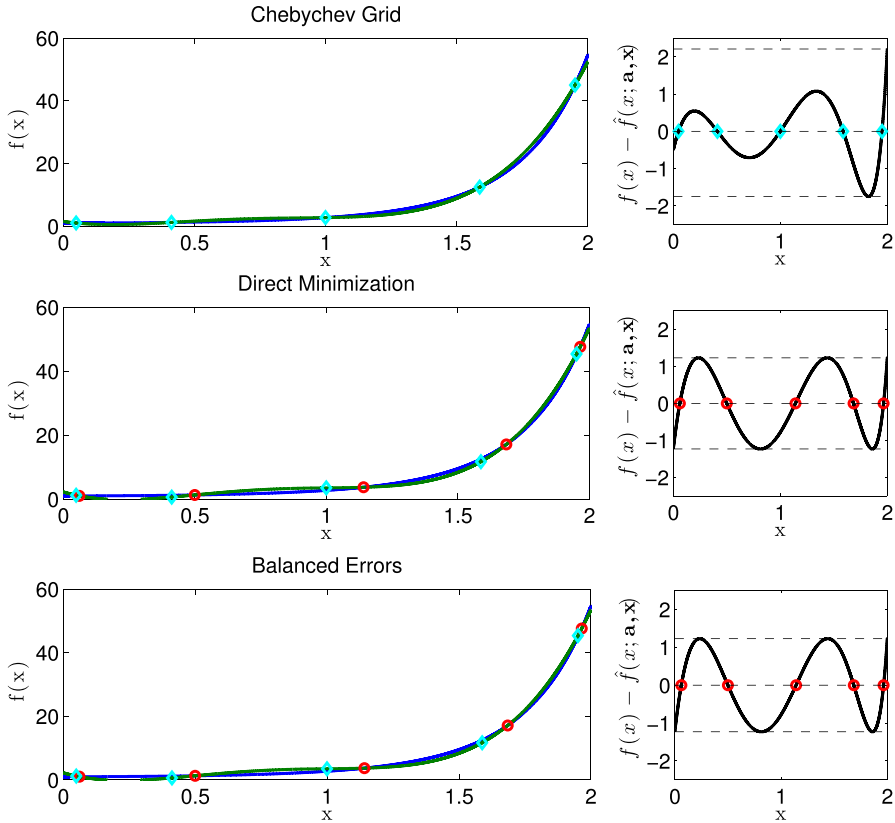 Chebychev Grid
60
40
20
0
f(x)
0 0.5 1 1.5 2
x
2
1
0
−1
−2
f(x) − f̂(x; a,x)
0 1 2
x
Direct Minimization
60
40
20
0
f(x)
0 0.5 1 1.5 2
x
2
1
0
−1
−2
f(x) − f̂(x; a,x)
0 1 2
x
Balanced Errors
60
40
20
0
f(x)
0 0.5 1 1.5 2
x
2
1
0
−1
−2
f(x) − f̂(x; a,x)
0 1 2
x